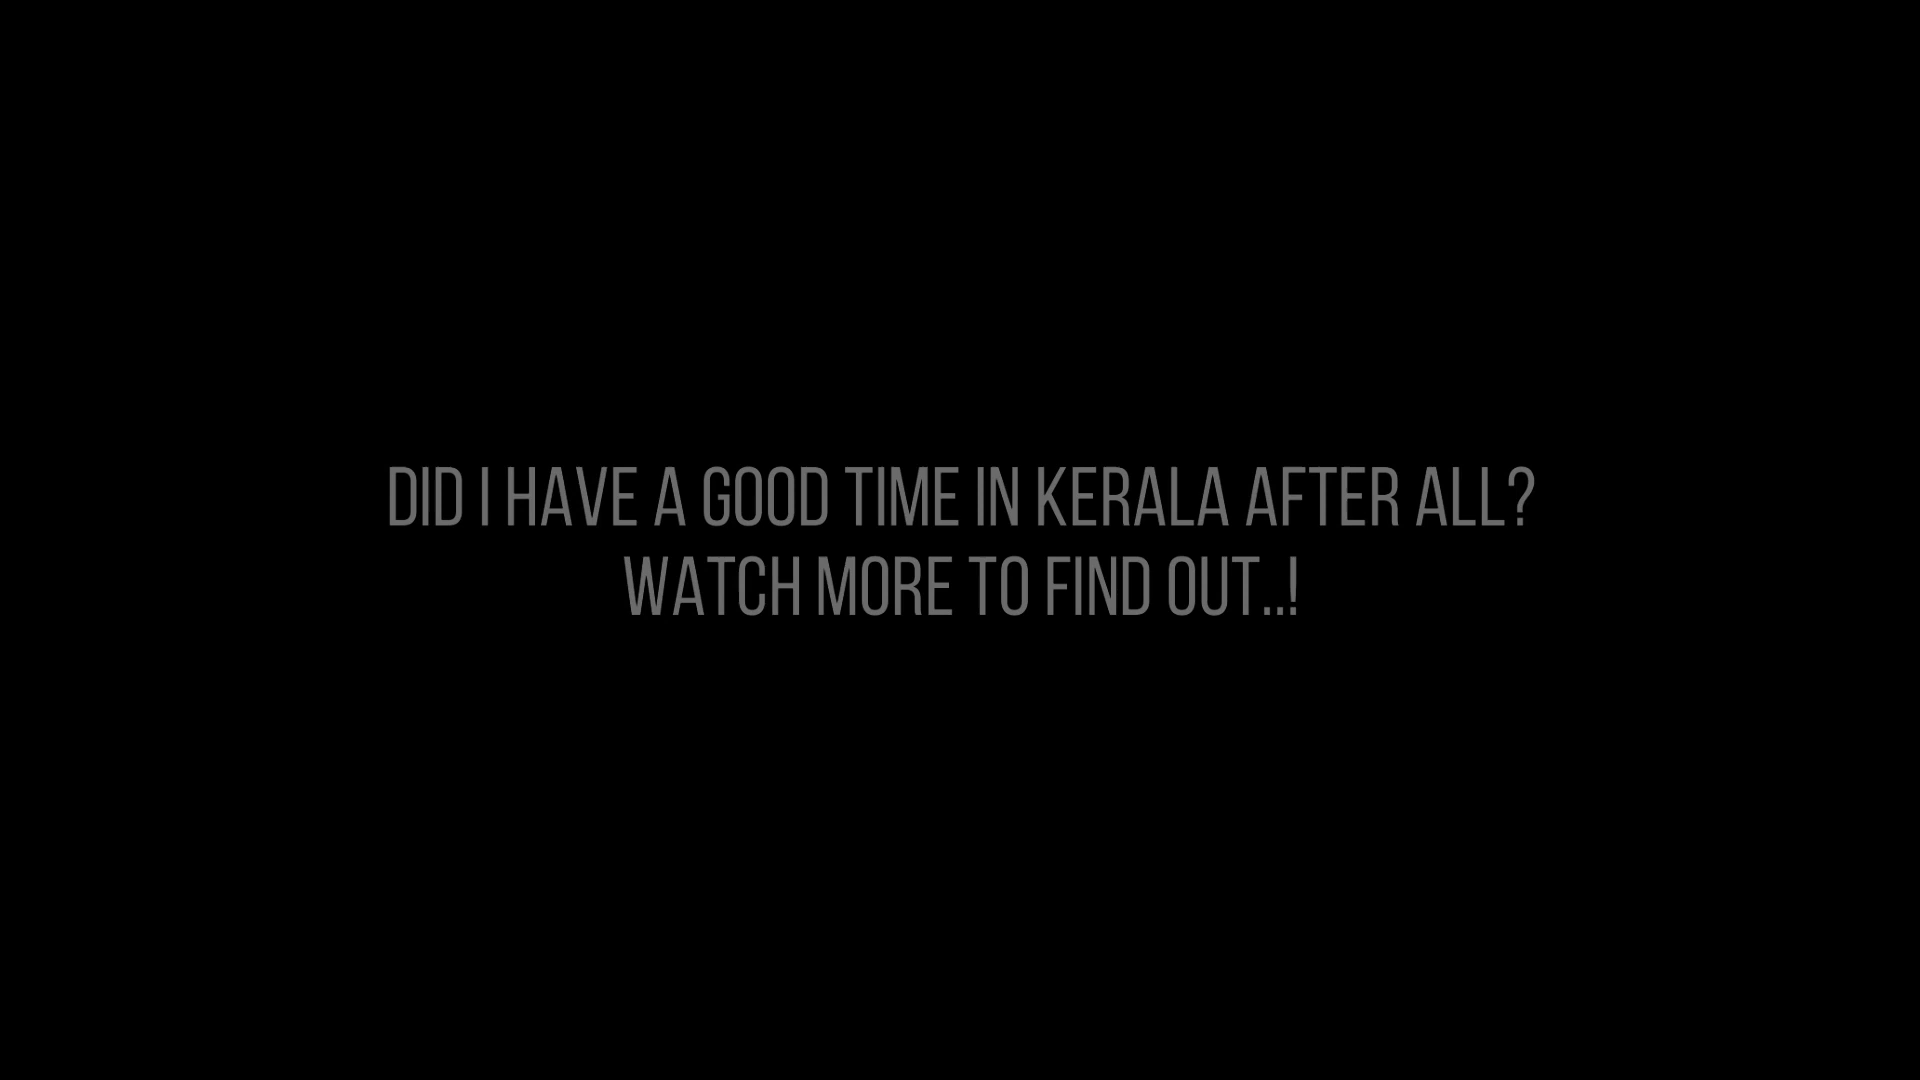 DID I HAVE A GOOD TIME IN KERALA AFTER ALL?
WATCH MORE TO FIND OUT..!